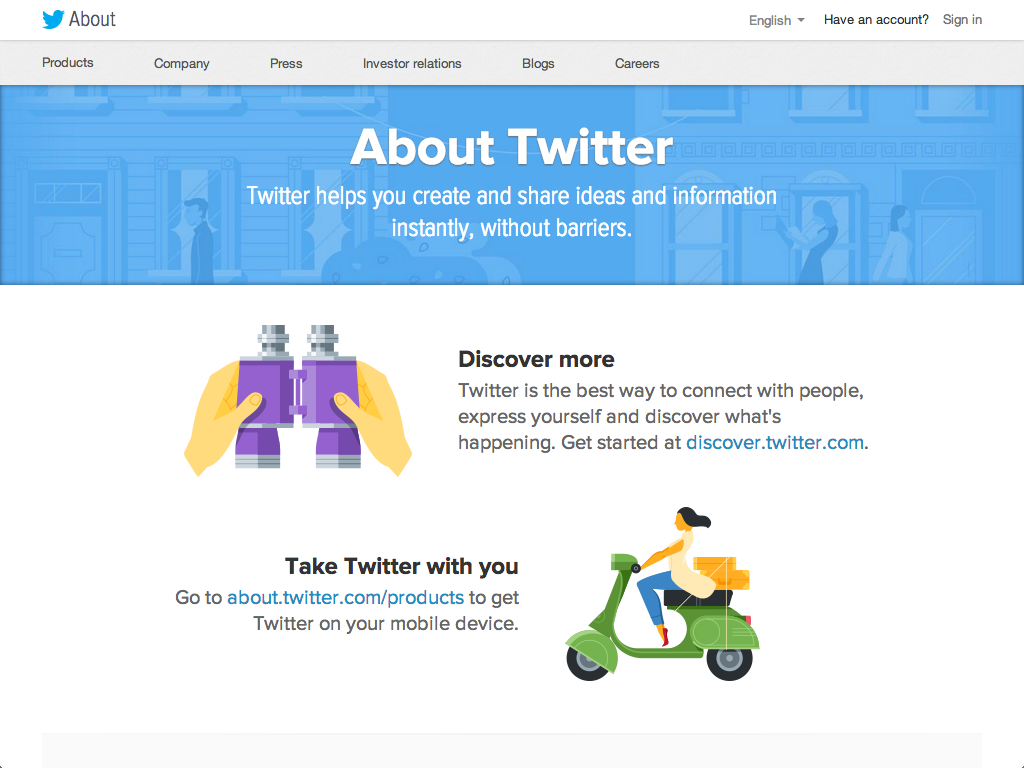 About
English
Have an account? Sign in
Products
Company
Press
Investor relations
Blogs
Careers
About Twitter
Twitter helps you create and share ideas and information
instantly, without barriers.
Discover more
Twitter is the best way to connect with people,
express yourself and discover what's
happening. Get started at discover.twitter.com.
Take Twitter with you
Go to about.twitter.com/products to get
Twitter on your mobile device.